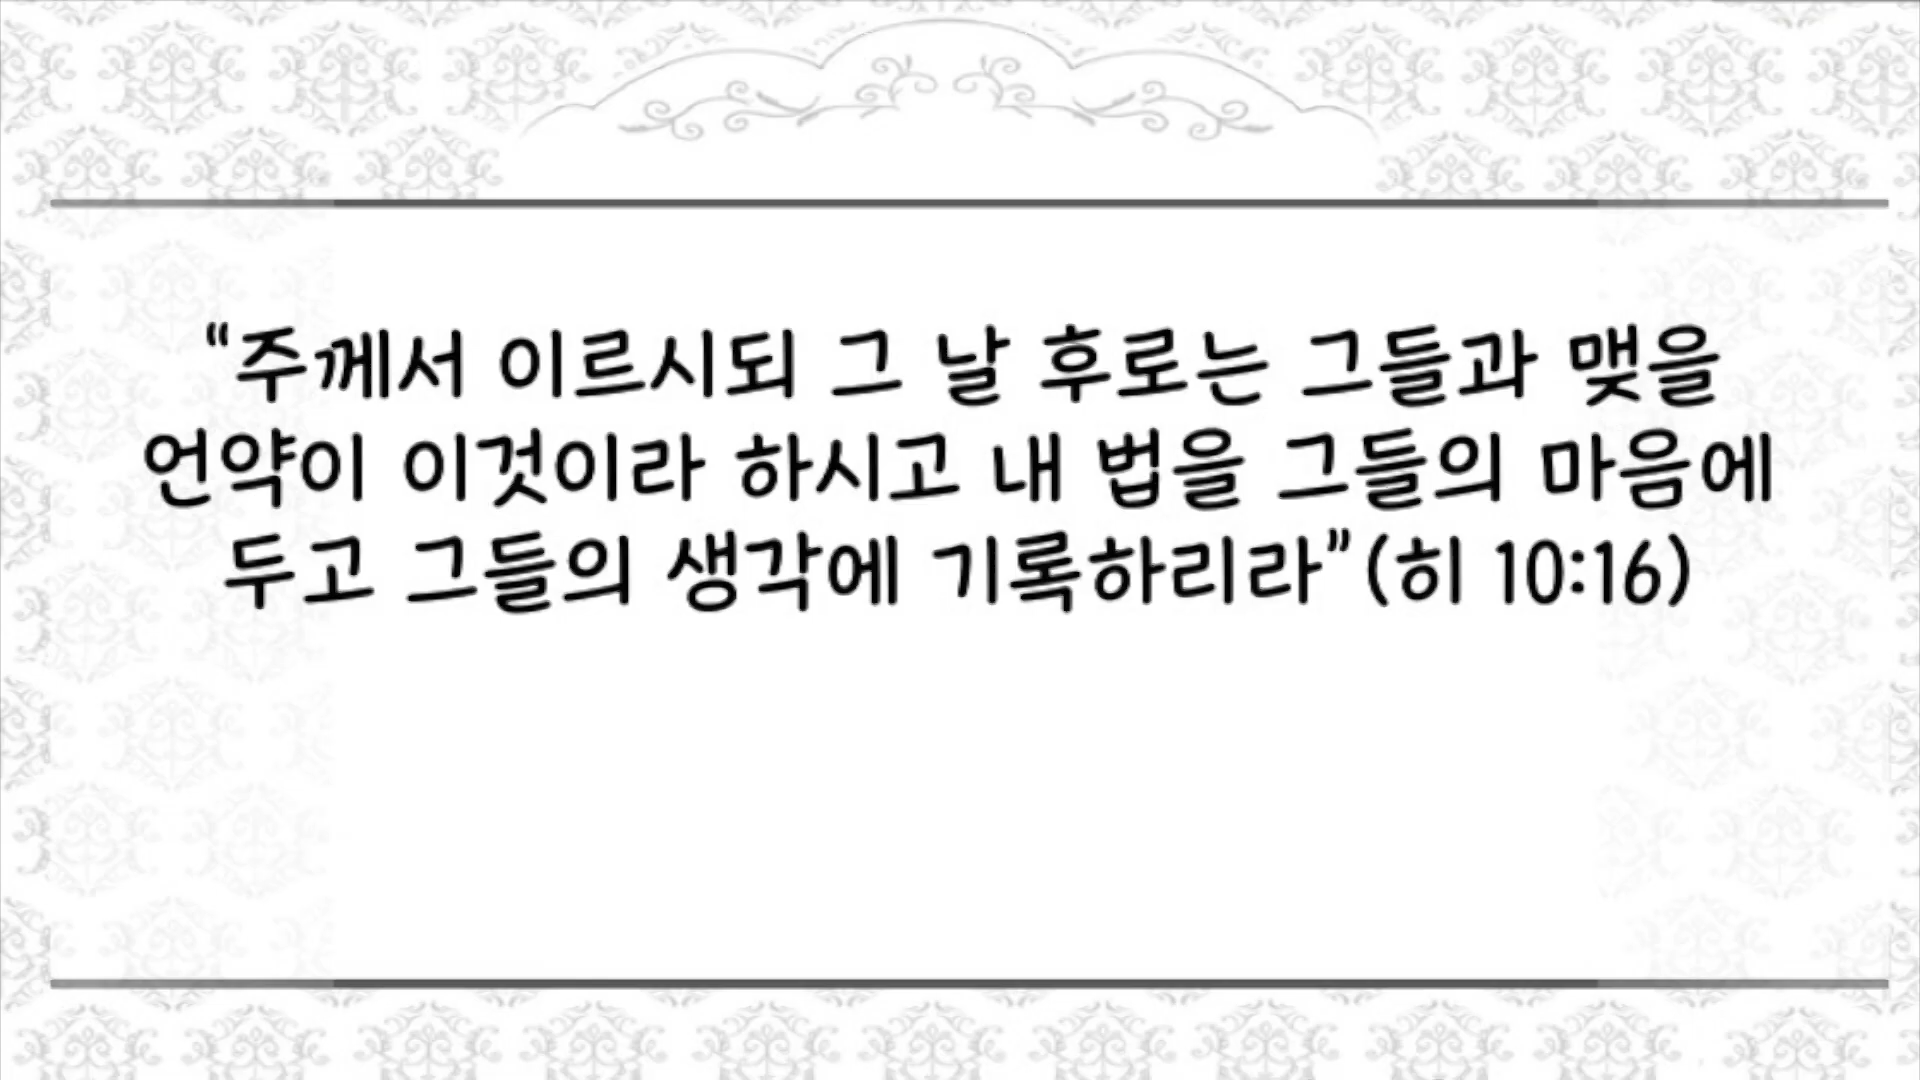 “주께서 이르시되 그 날 후로는 그들과 맺을
언약이 이것이라 하시고 내 법을 그들의 마음에
두고 그들의 생각에 기록하리라”(히 10:16)